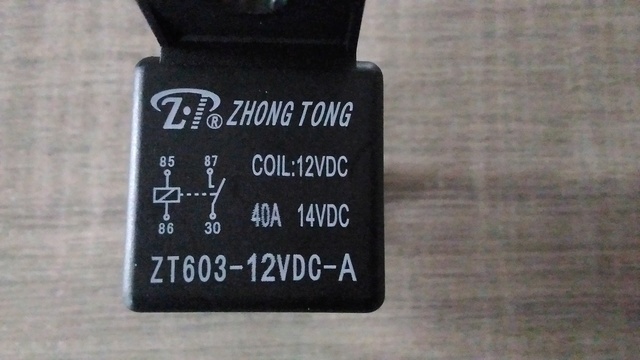 ZT® ZHONG TONG
85 87 COIL:12VDC
86 30 40A 14VDC
ZT603-12VDC-A